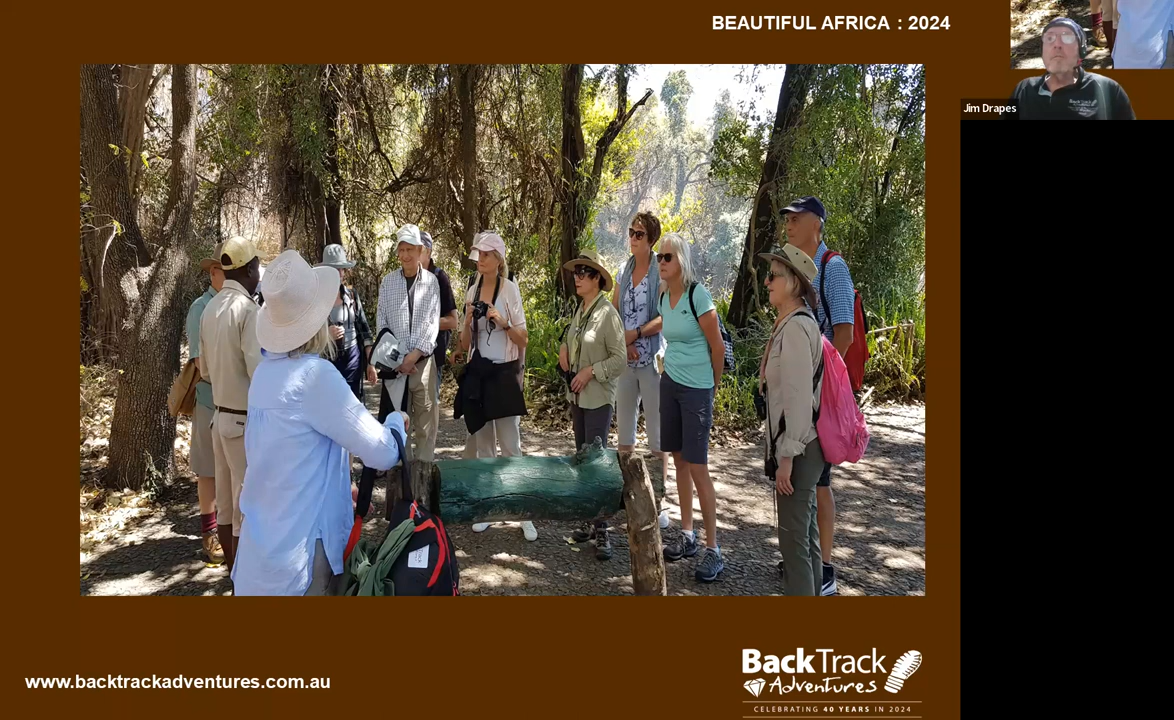 BEAUTIFUL AFRICA : 2024
Jim Drapes
www.backtrackadventures.com.au
BackTrack
Adventures
CELEBRATING 40 YEARS IN 2024